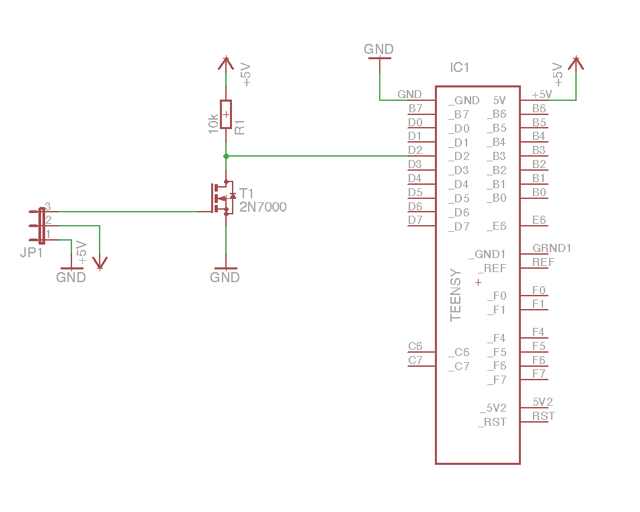 GND
+5V
+5V
IC1
10k
R1
GND _GND 5V +5V
B7 _B7 _B6 B6
D0 _D0 _B5 B5
D1 _D1 _B4 B4
D2 _D2 _B3 B3
D3 _D3 _B2 B2
D4 _D4 _B1 B1
D5 _D5 _B0 B0
D6 _D6
D7 _D7 _E6 E6
T1
2N7000
3
2
1
JP1
+5V
GND
GND
_GND1 GRND1
_REF REF
TEENSY
+
_F0 F0
_F1 F1
_F4 F4
C6 _C6 _F5 F5
C7 _C7 _F6 F6
_F7 F7
_5V2 5V2
_RST RST